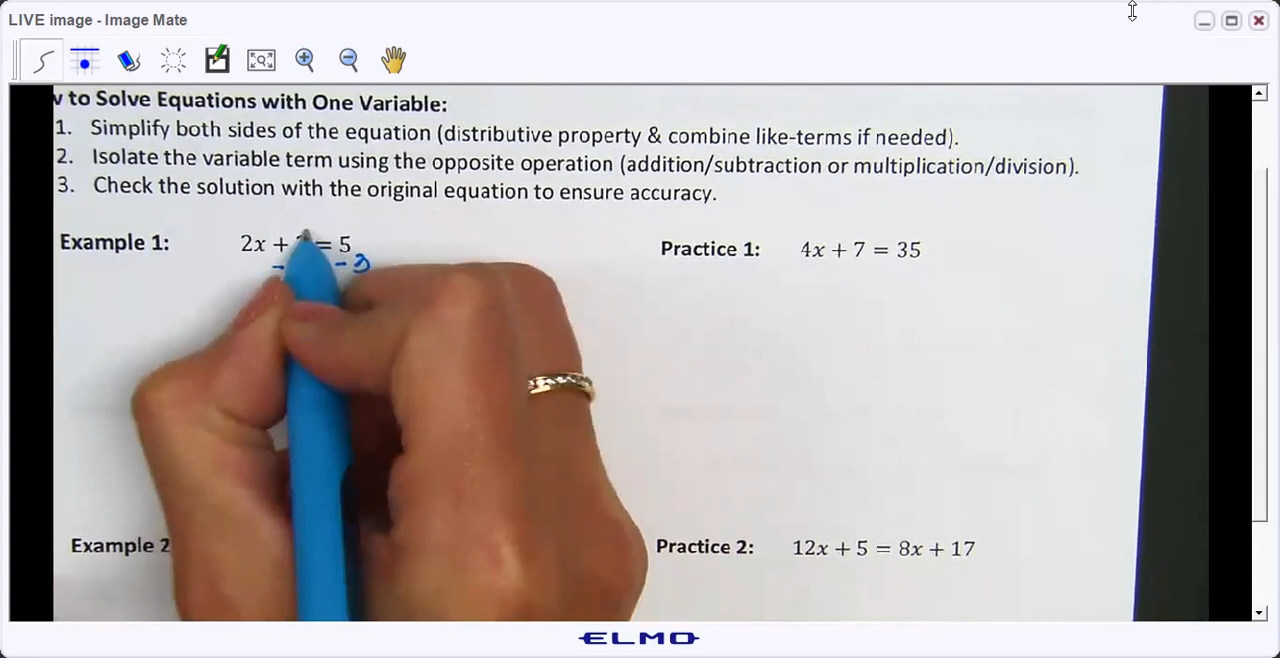 LIVE image - Image Mate
to Solve Equations with One Variable:
1. Simplify both sides of the equation (distributive property & combine like-terms if needed).
2. Isolate the variable term using the opposite operation (addition/subtraction or multiplication/division).
3. Check the solution with the original equation to ensure accuracy.
Example 1: 2x + = 5
- -3
Practice 1: 4x + 7 = 35
Example 2
Practice 2: 12x + 5 = 8x + 17
ELMO